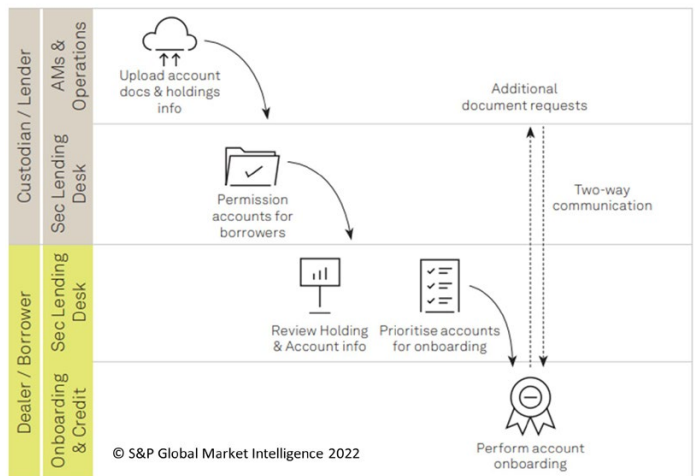 Custodian / Lender
AMs &
Operations
Upload account
docs & holdings
info
Additional
document requests
Sec Lending
Desk
Permission
accounts for
borrowers
Two-way
communication
Dealer / Borrower
Sec Lending
Desk
Review Holding
& Account info
Prioritise accounts
for onboarding
Onboarding
& Credit
Perform account
onboarding
© S&P Global Market Intelligence 2022